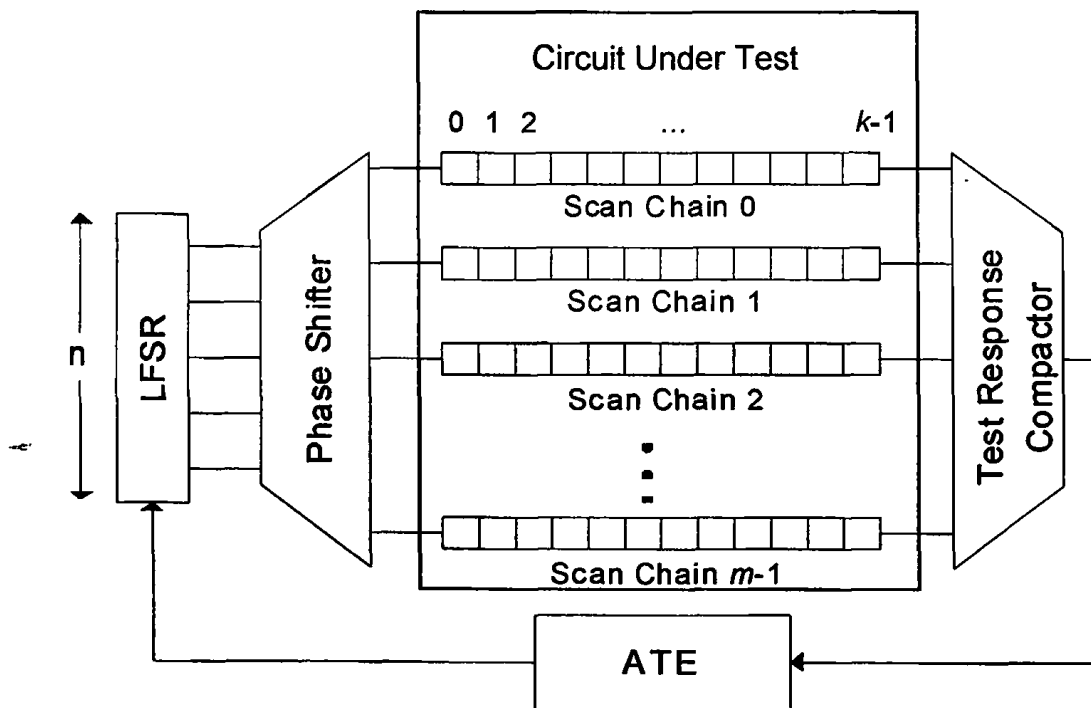 Circuit Under Test
0 1 2 ... k-1
Scan Chain 0
Scan Chain 1
Scan Chain 2
Scan Chain m-1
n
LFSR
Phase Shifter
Test Response
Compactor
ATE